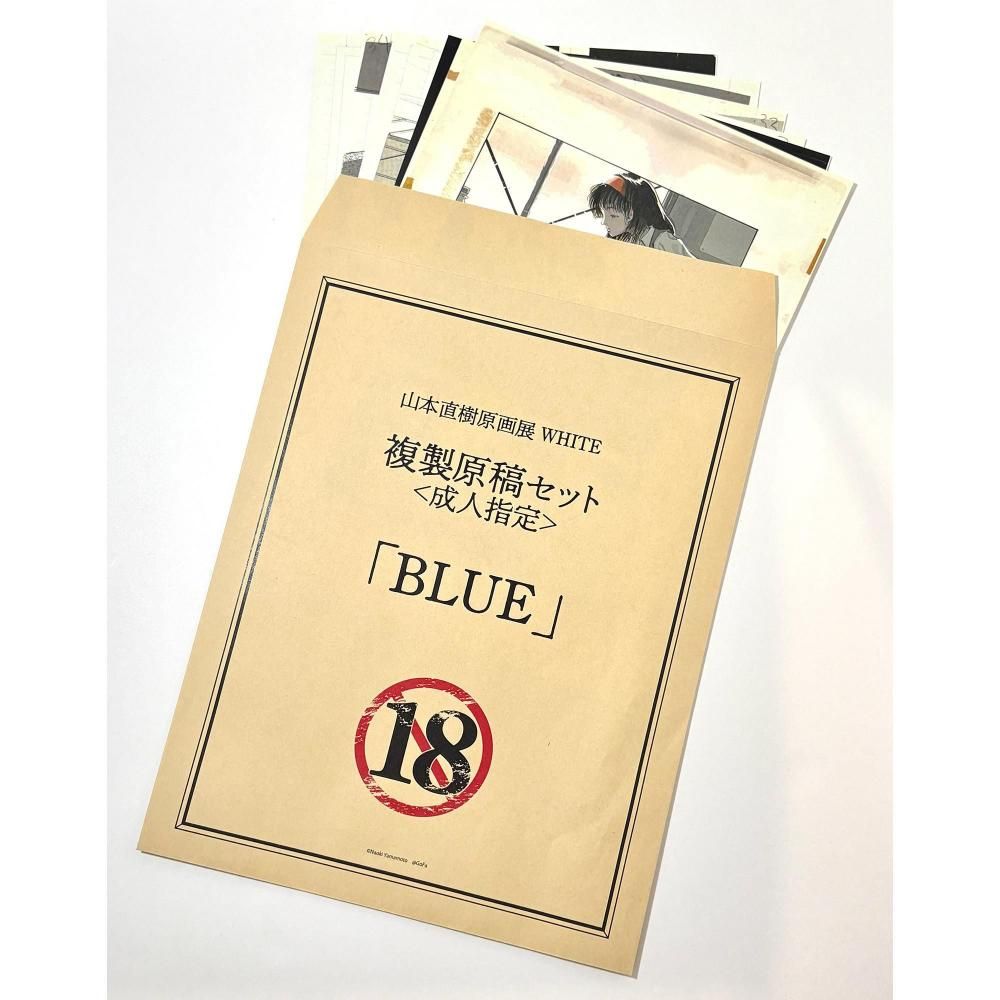 山本直樹原画展 WHITE
複製原稿セット
<成人指定>
「BLUE」
18
©Naoki Yamamoto @GoFa